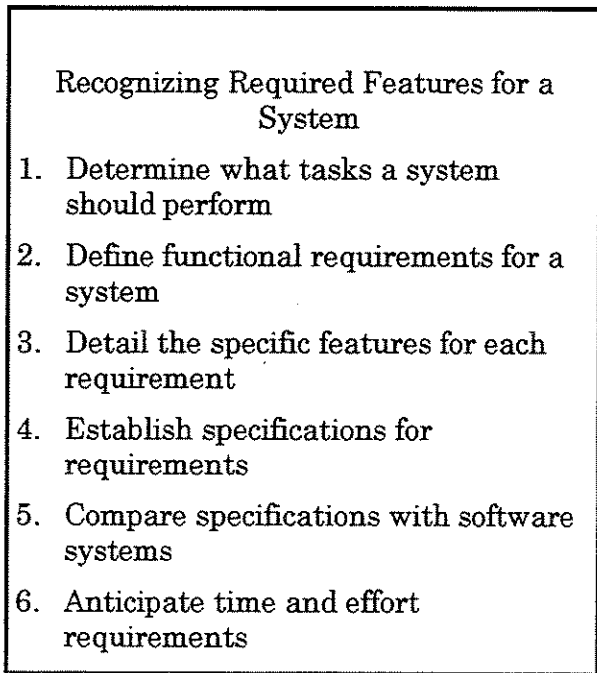 Recognizing Required Features for a
System
1. Determine what tasks a system
should perform
2. Define functional requirements for a
system
3. Detail the specific features for each
requirement
4. Establish specifications for
requirements
5. Compare specifications with software
systems
6. Anticipate time and effort
requirements